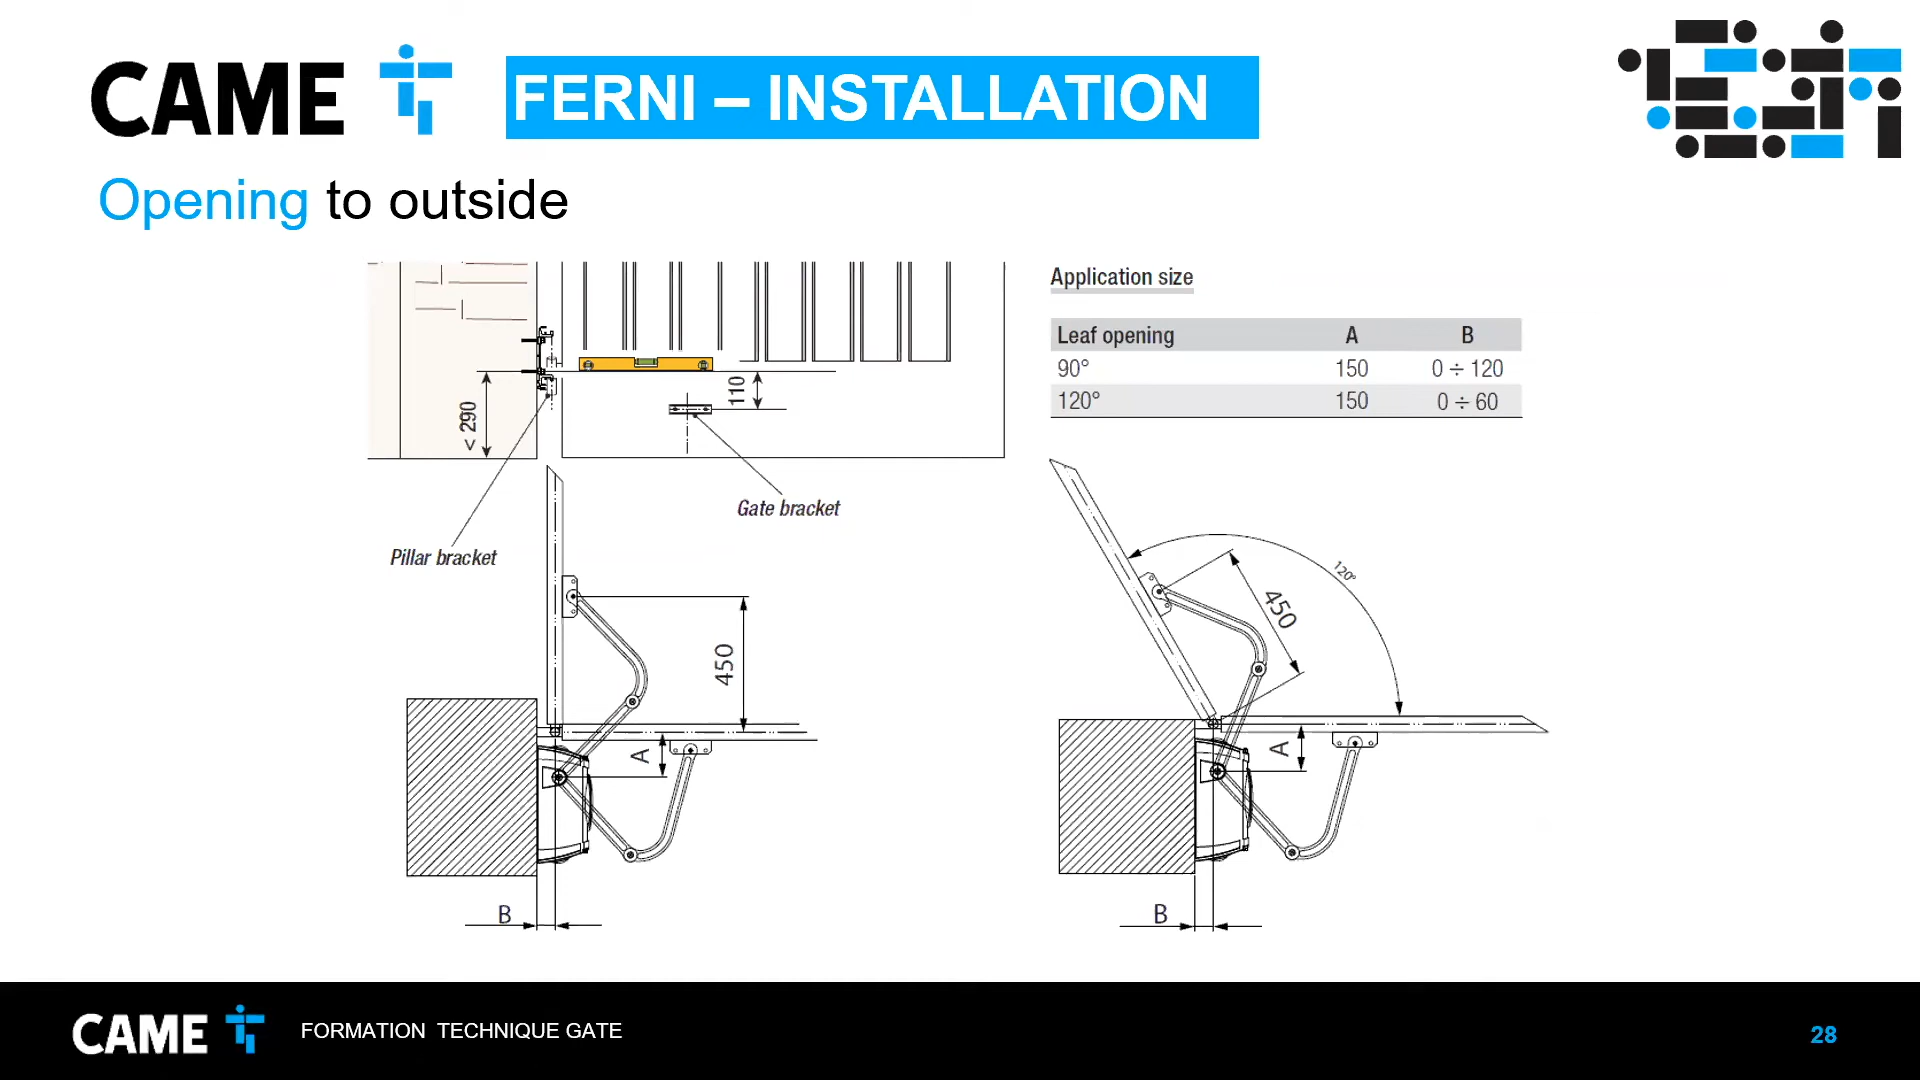 CAME
FERNI – INSTALLATION
Opening to outside
Application size
Leaf opening A B
90° 150 0 ÷ 120
120° 150 0 ÷ 60
< 290
110
Gate bracket
Pillar bracket
450
A
B
120°
450
A
B
CAME
FORMATION TECHNIQUE GATE
28